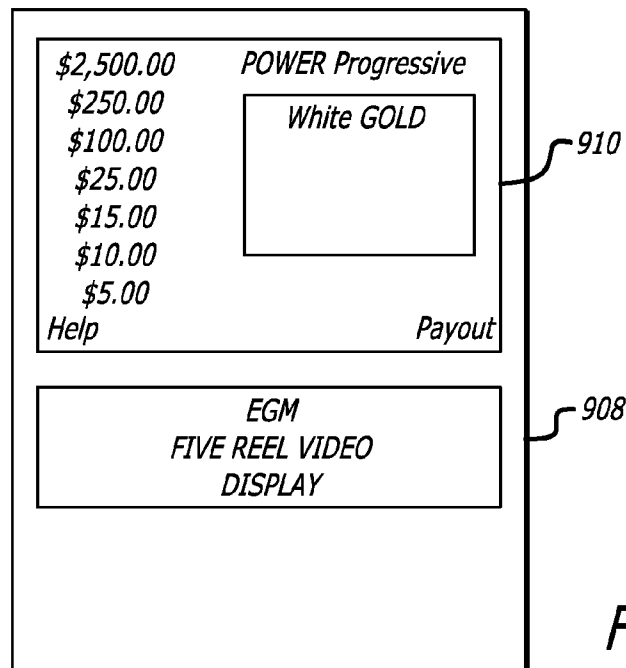 $2,500.00 POWER Progressive
$250.00 White GOLD
$100.00
$25.00
$15.00
$10.00
$5.00
Help Payout
910
EGM
FIVE REEL VIDEO
DISPLAY
908
F